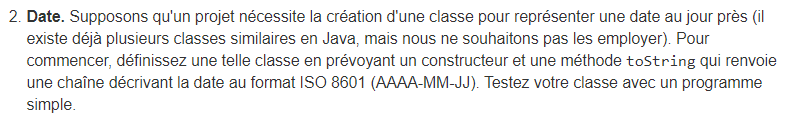 2. Date. Supposons qu'un projet nécessite la création d'une classe pour représenter une date au jour près (il
existe déjà plusieurs classes similaires en Java, mais nous ne souhaitons pas les employer). Pour
commencer, définissez une telle classe en prévoyant un constructeur et une méthode toString qui renvoie
une chaîne décrivant la date au format ISO 8601 (AAAA-MM-JJ). Testez votre classe avec un programme
simple.